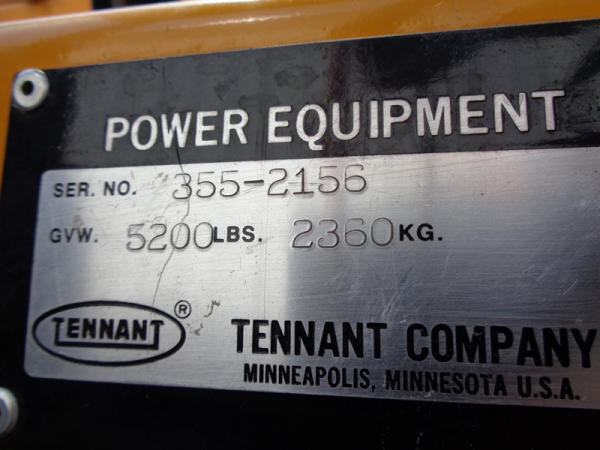 POWER EQUIPMENT
SER. NO. 355-2156
GVW. 5200 LBS. 2360 KG.
TENNANT ®
TENNANT COMPANY
MINNEAPOLIS, MINNESOTA U.S.A.